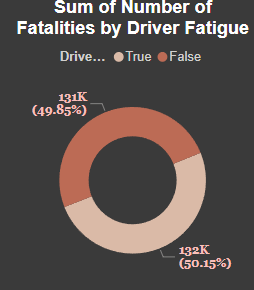 Sum of Number of
Fatalities by Driver Fatigue
Drive... True False
131K
(49.85%)
132K
(50.15%)